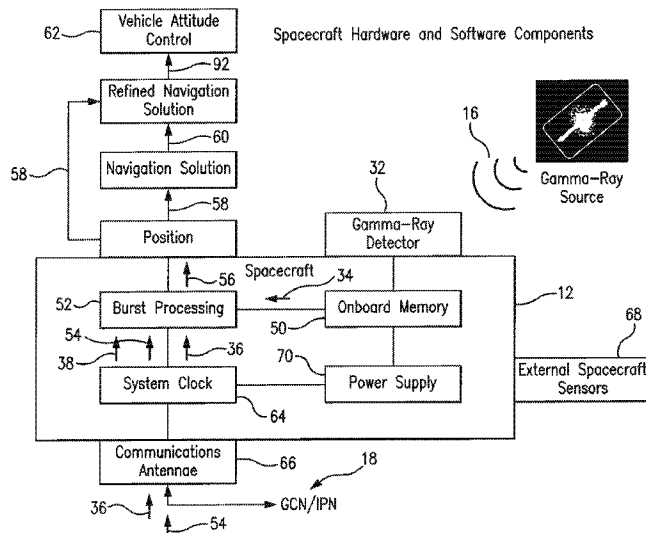 62
Vehicle Attitude
Control
Spacecraft Hardware and Software Components
92
Refined Navigation
Solution
16
60
58
Navigation Solution
32
Gamma-Ray
Source
58
Position
Gamma-Ray
Detector
Spacecraft
34
56
12
52
Burst Processing
Onboard Memory
54
50
68
38
36
70
System Clock
Power Supply
External Spacecraft
Sensors
64
Communications
Antennae
66
18
36
GCN/IPN
54